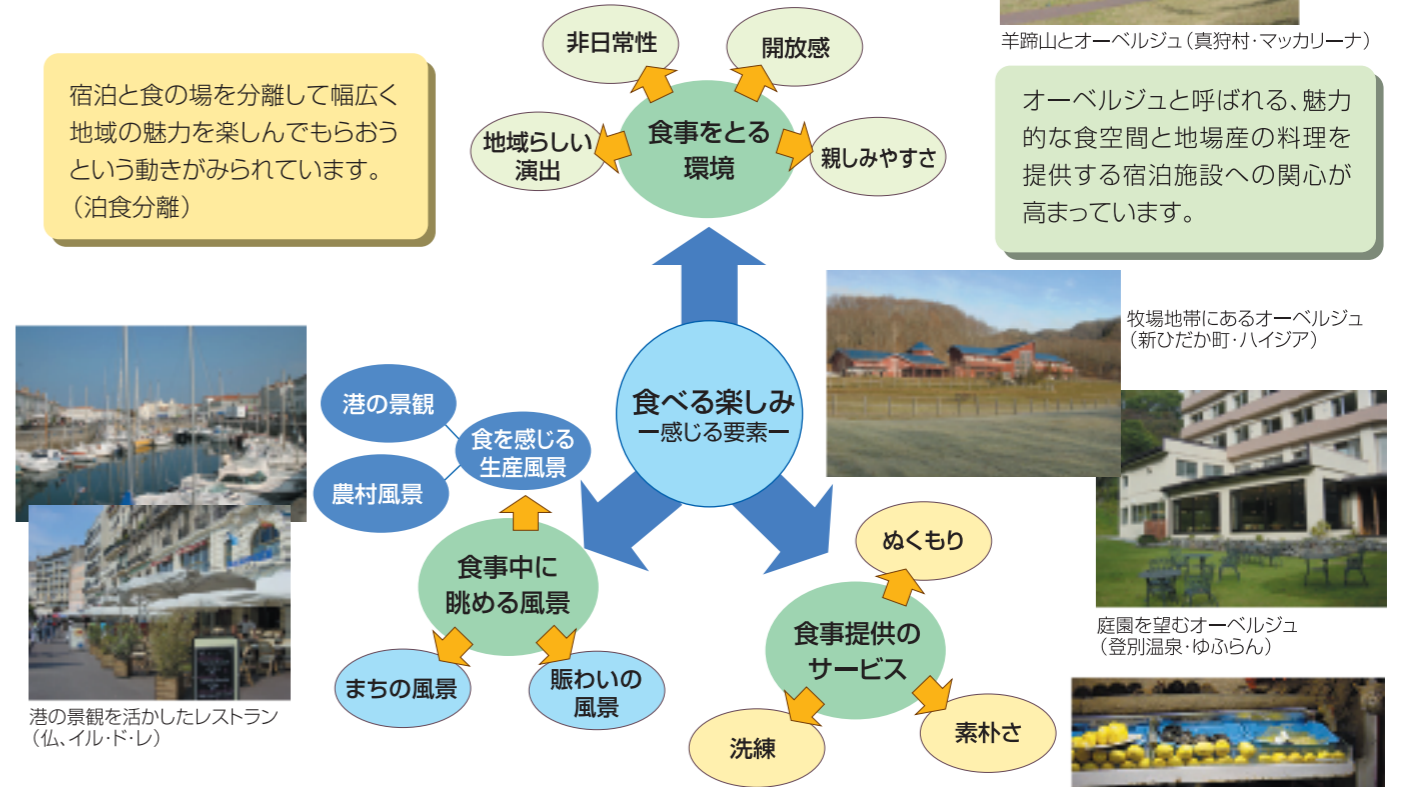 羊蹄山とオーベルジュ（真狩村・マッカリーナ）
宿泊と食の場を分離して幅広く
地域の魅力を楽しんでもらおう
という動きがみられています。
（泊食分離）
オーベルジュと呼ばれる、魅力
的な食空間と地場産の料理を
提供する宿泊施設への関心が
高まっています。
非日常性
開放感
地域らしい
演出
食事をとる
環境
親しみやすさ
牧場地帯にあるオーベルジュ
（新ひだか町・ハイジア）
食べる楽しみ
ー感じる要素ー
港の景観
食を感じる
生産風景
農村風景
食事中に
眺める風景
まちの風景
賑わいの
風景
ぬくもり
食事提供の
サービス
洗練
素朴さ
庭園を望むオーベルジュ
（登別温泉・ゆふらん）
港の景観を活かしたレストラン
（仏、イル・ド・レ）